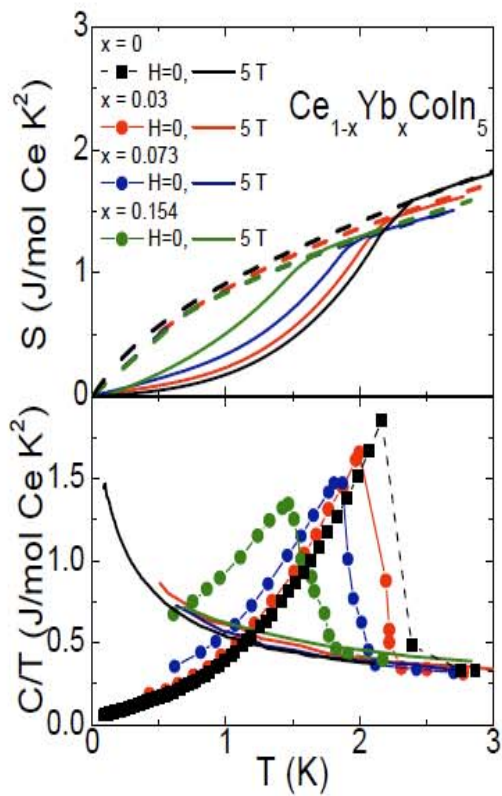 3
x = 0
H=0, 5 T
Ce1-xYbxCoIn5
x = 0.03
H=0, 5 T
2
x = 0.073
H=0, 5 T
x = 0.154
H=0, 5 T
1
S (J/mol Ce K2)
0
1.5
1.0
C/T (J/mol Ce K2)
0.5
0.0
0 1 2 3
T (K)